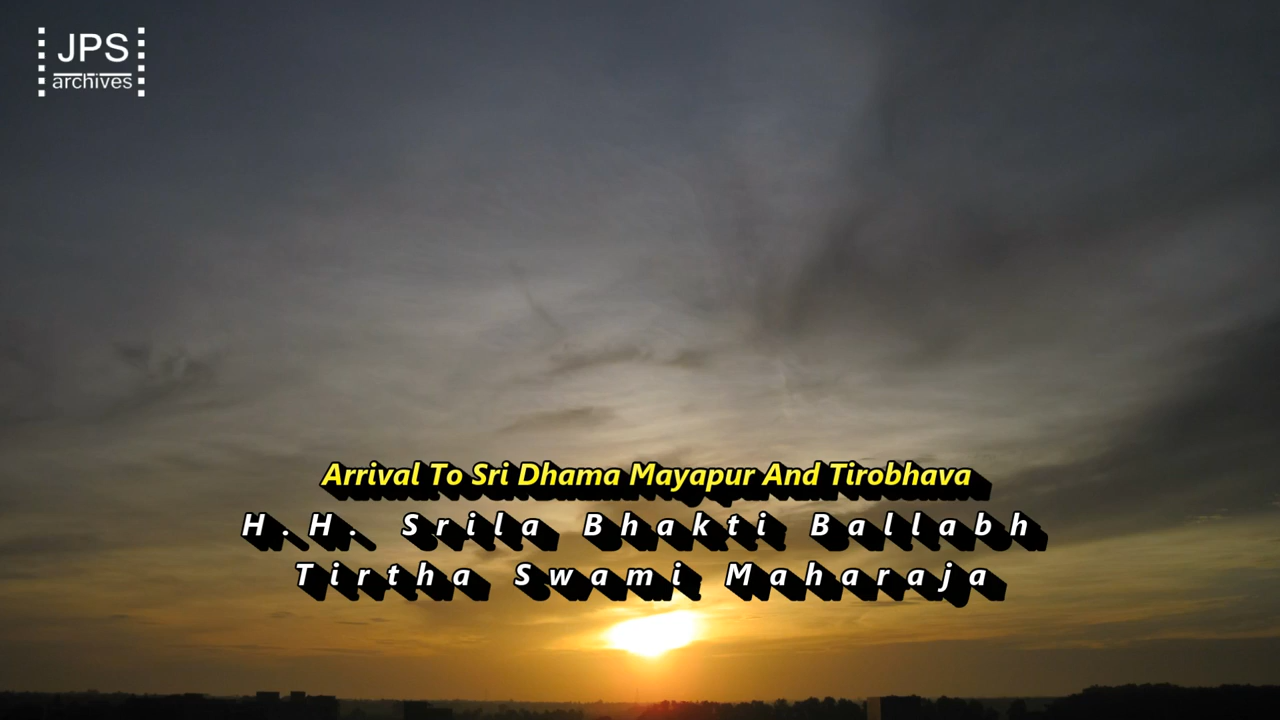 JPS
archives
Arrival To Sri Dhama Mayapur And Tirobhava
H.H. Srila Bhakti Ballabh
Tirtha Swami Maharaja